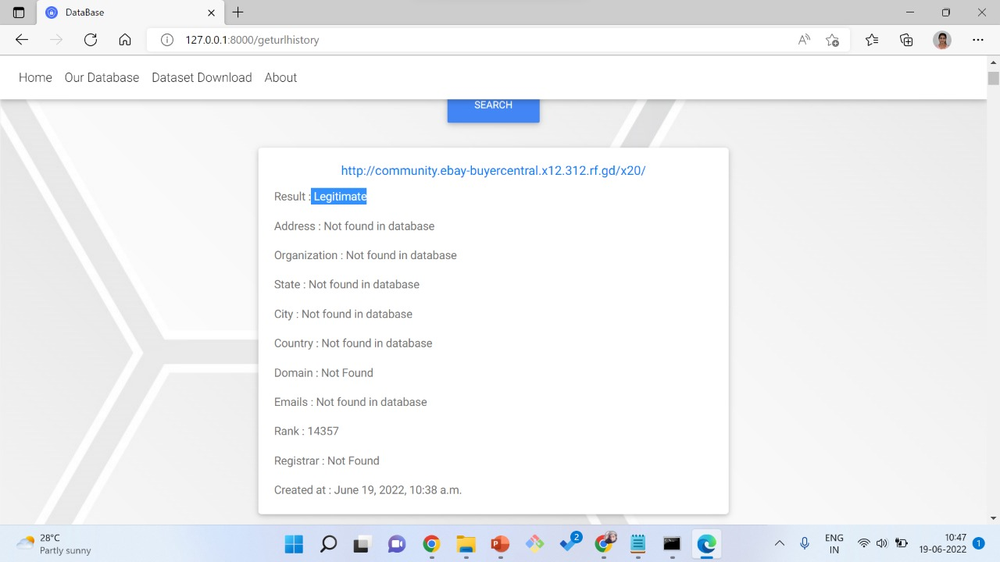 DataBase
127.0.0.1:8000/geturlhistory
Home Our Database Dataset Download About
SEARCH
http://community.ebay-buyercentral.x12.312.rf.gd/x20/
Result : Legitimate
Address : Not found in database
Organization : Not found in database
State : Not found in database
City : Not found in database
Country : Not found in database
Domain : Not Found
Emails : Not found in database
Rank : 14357
Registrar : Not Found
Created at : June 19, 2022, 10:38 a.m.
28°C
Partly sunny
2
ENG
IN
10:47
19-06-2022
1